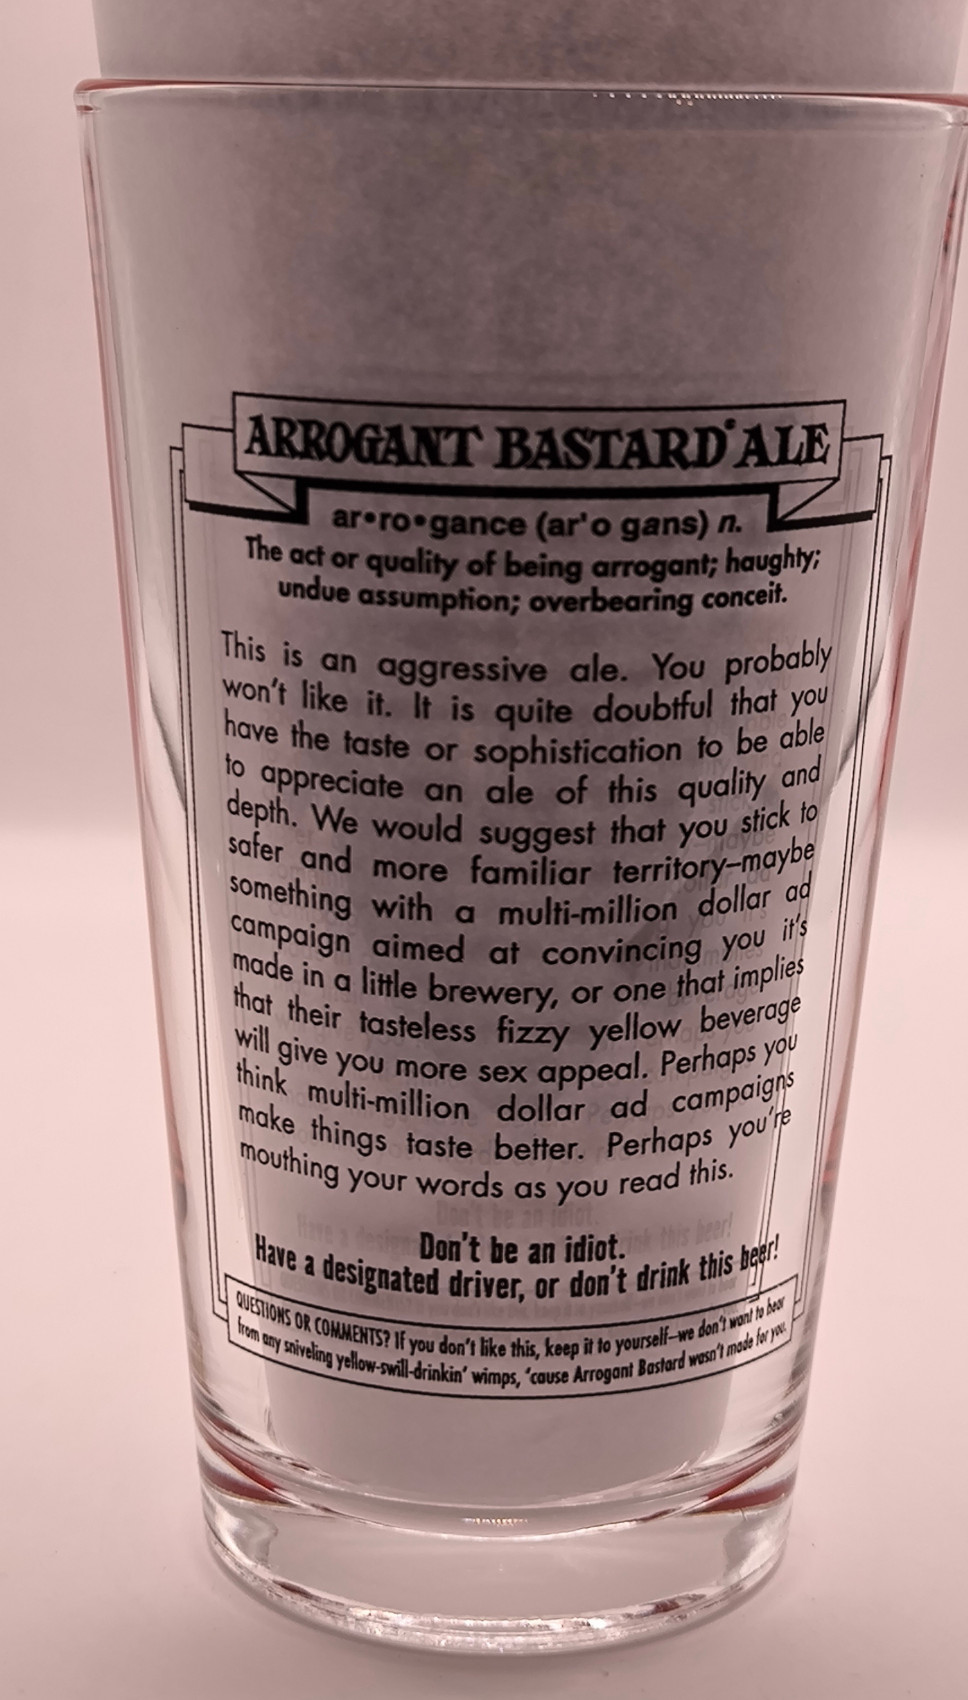 ARROGANT BASTARD® ALE
ar•ro•gance (ar'o gans) n.
The act or quality of being arrogant; haughty;
undue assumption; overbearing conceit.
This is an aggressive ale. You probably
won't like it. It is quite doubtful that you
have the taste or sophistication to be able
to appreciate an ale of this quality and
depth. We would suggest that you stick to
safer and more familiar territory–maybe
something with a multi-million dollar ad
campaign aimed at convincing you it's
made in a little brewery, or one that implies
that their tasteless fizzy yellow beverage
will give you more sex appeal. Perhaps you
think multi-million dollar ad campaigns
make things taste better. Perhaps you're
mouthing your words as you read this.
Don't be an idiot.
Have a designated driver, or don't drink this beer!
QUESTIONS OR COMMENTS? If you don't like this, keep it to yourself–we don't want to hear
from any sniveling yellow-swill-drinkin' wimps, 'cause Arrogant Bastard wasn't made for you.